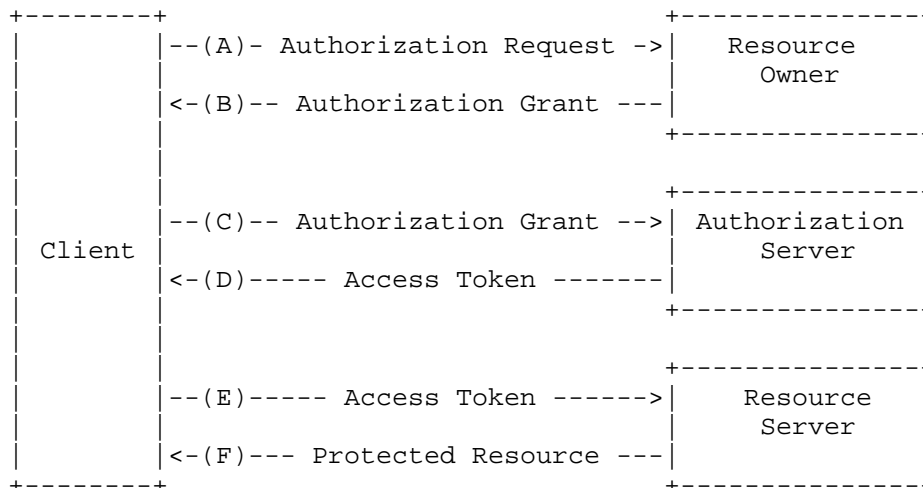 --(A)- Authorization Request ->
Resource
Owner
<-(B)-- Authorization Grant ---
--(C)-- Authorization Grant -->
Authorization
Client
Server
<-(D)----- Access Token -------
--(E)----- Access Token ------>
Resource
Server
<-(F)--- Protected Resource ---